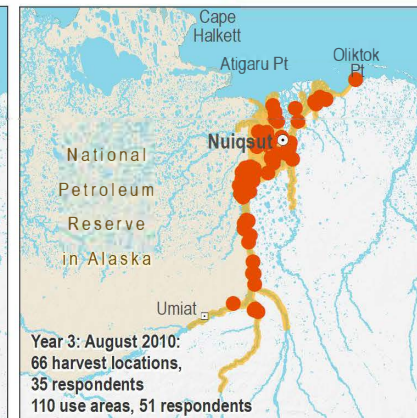 Cape
Halkett
Oliktok
Pt
Atigaru Pt
Nuiqsut
National
Petroleum
Reserve
in Alaska
Umiat
Year 3: August 2010:
66 harvest locations,
35 respondents
110 use areas, 51 respondents